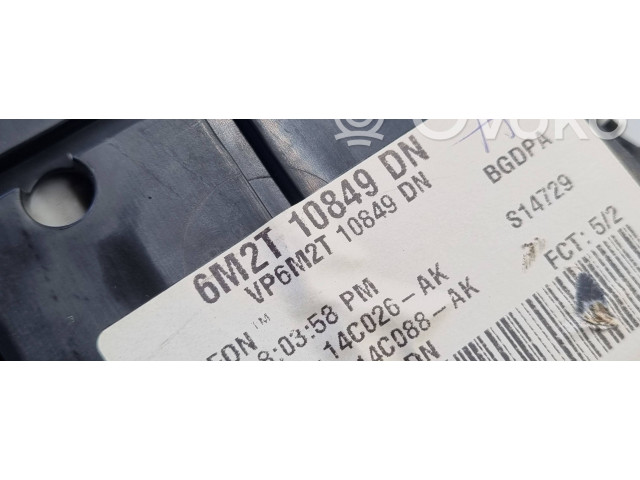 6M2T 10849 DN
VP6M2T 10849 DN
BGDPA
S14729
:03:58 PM
FCT: 5/2
14C026-AK
14C088-AK
DN